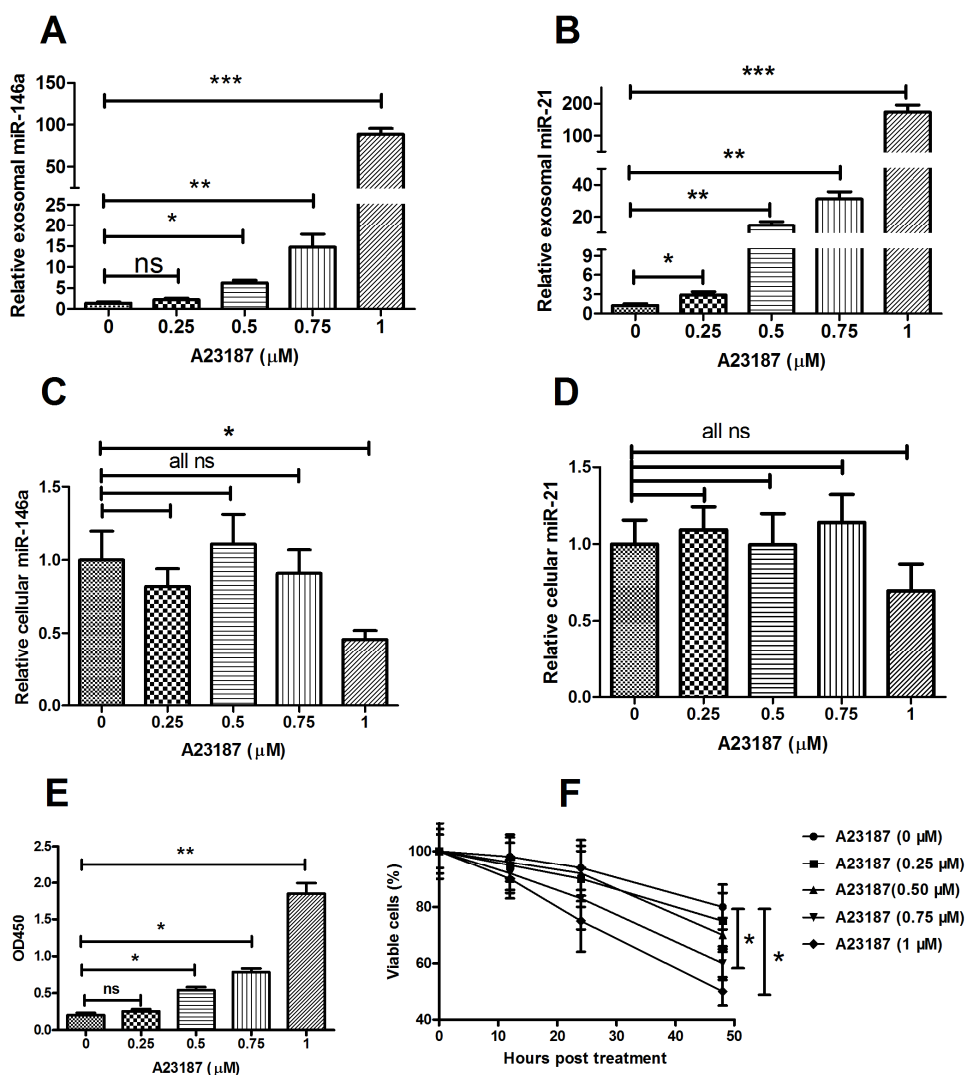 A
Relative exosomal miR-146a
***
**
*
ns
150
100
50
25
20
15
10
5
0
0 0.25 0.5 0.75 1
A23187 (μM)
B
Relative exosomal miR-21
***
**
**
*
200
100
40
20
9
6
3
0
0 0.25 0.5 0.75 1
A23187 (μM)
C
Relative cellular miR-146a
*
all ns
1.5
1.0
0.5
0.0
0 0.25 0.5 0.75 1
A23187 (μM)
D
Relative celular miR-21
all ns
1.5
1.0
0.5
0.0
0 0.25 0.5 0.75 1
A23187 (μM)
E
OD450
**
*
*
ns
2.5
2.0
1.5
1.0
0.5
0.0
0 0.25 0.5 0.75 1
A23187 (μM)
F
Viable cells (%)
100
80
60
40
0 10 20 30 40 50
Hours post treatment
*
*
A23187 (0 μM)
A23187 (0.25 μM)
A23187(0.50 μM)
A23187 (0.75 μM)
A23187 (1 μM)